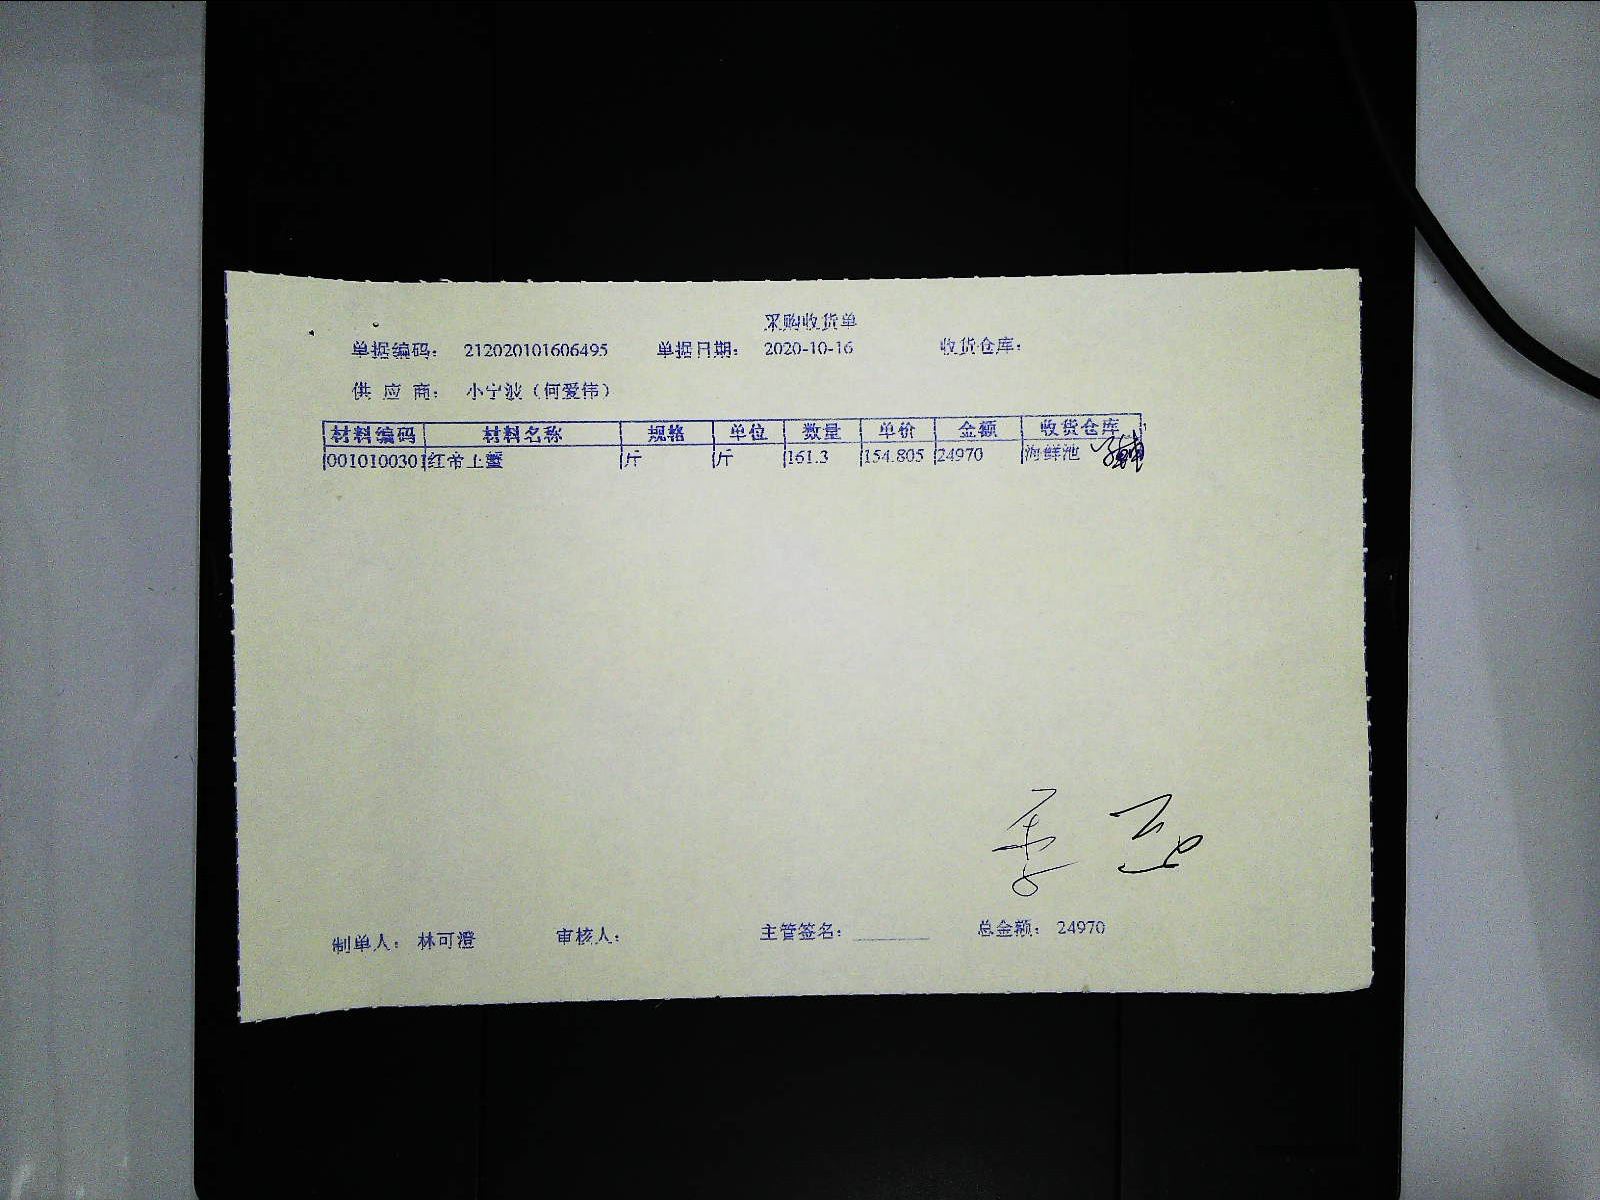 采购收货单
单据编码： 212020101606495 单据日期： 2020-10-16 收货仓库：
供 应 商： 小宁波（何爱伟）
材料编码 材料名称 规格 单位 数量 单价 金额 收货仓库
0010100301 红帝王蟹 斤 斤 161.3 154.805 24970 海鲜池
制单人： 林可澄 审核人： 主管签名： 总金额： 24970